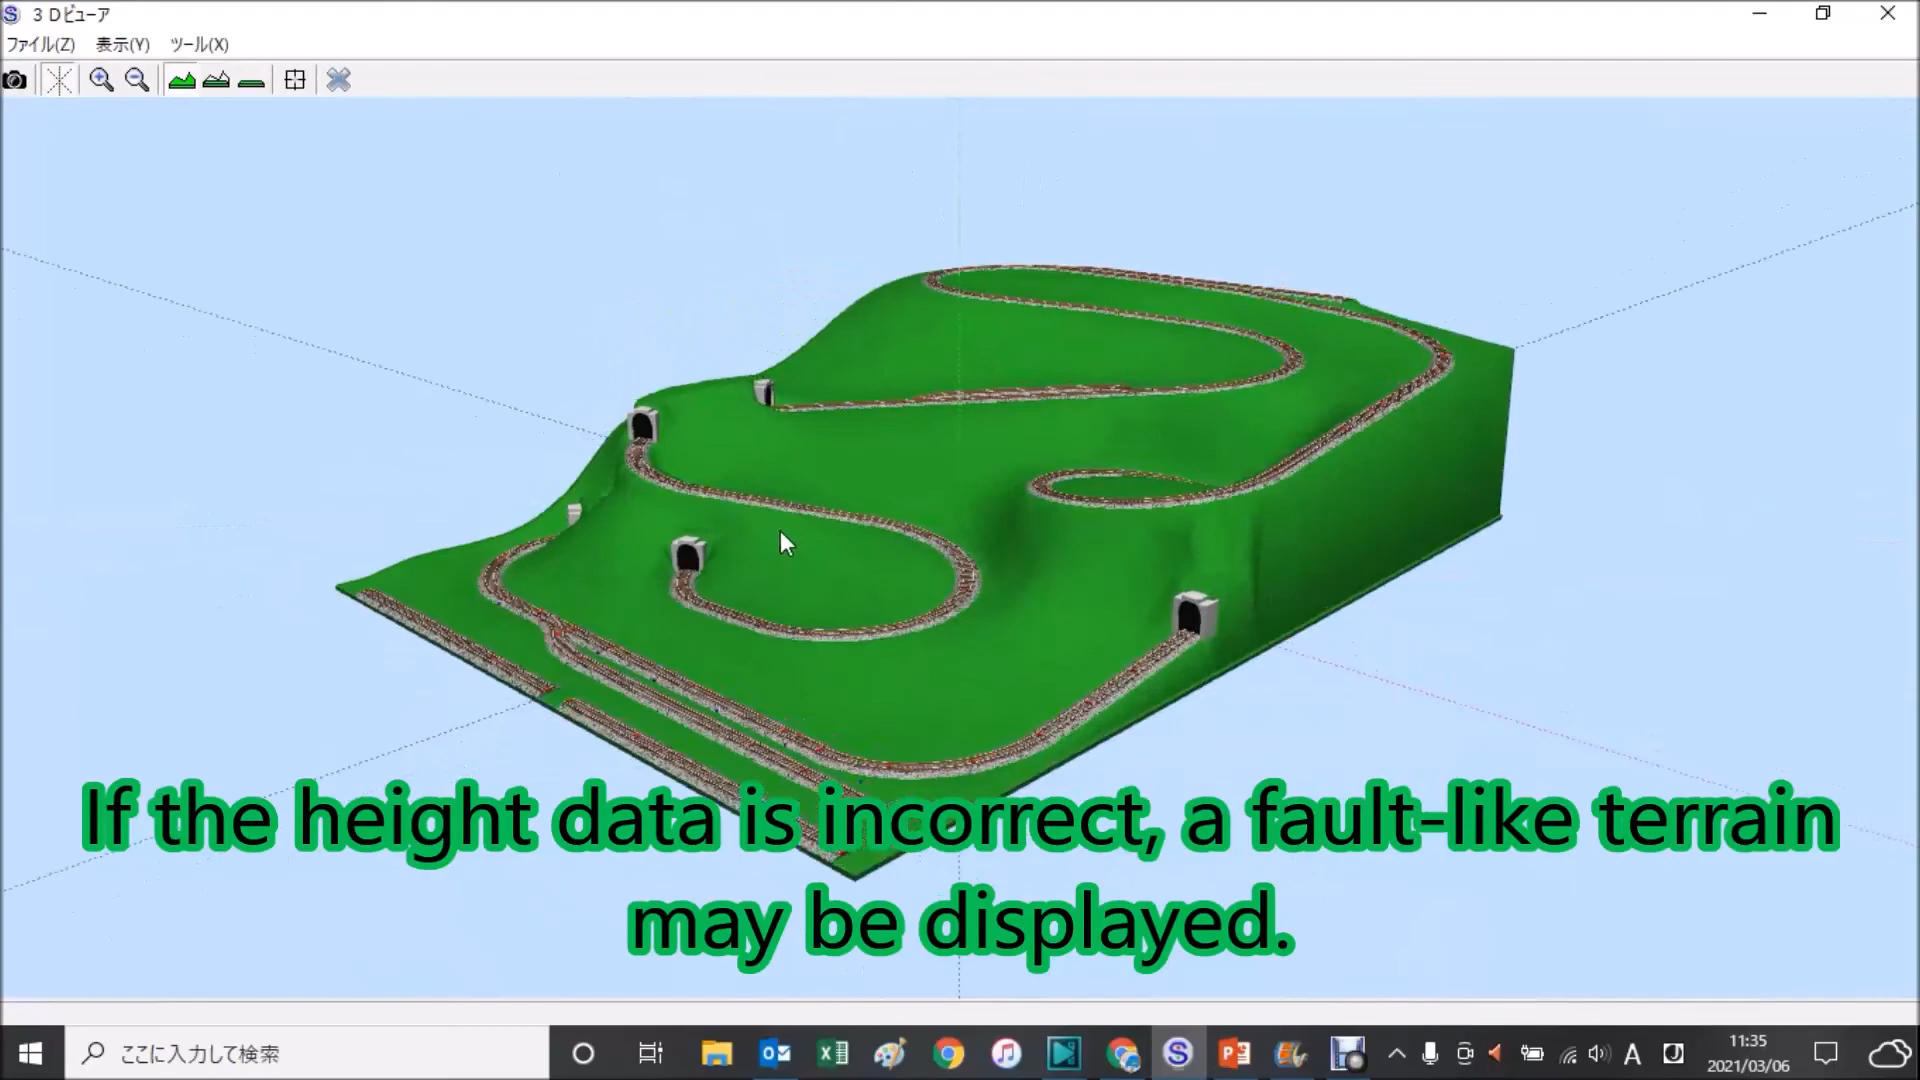 3Dビューア
ファイル(Z) 表示(Y) ツール(X)
If the height data is incorrect, a fault-like terrain
may be displayed.
ここに入力して検索
A
11:35
2021/03/06